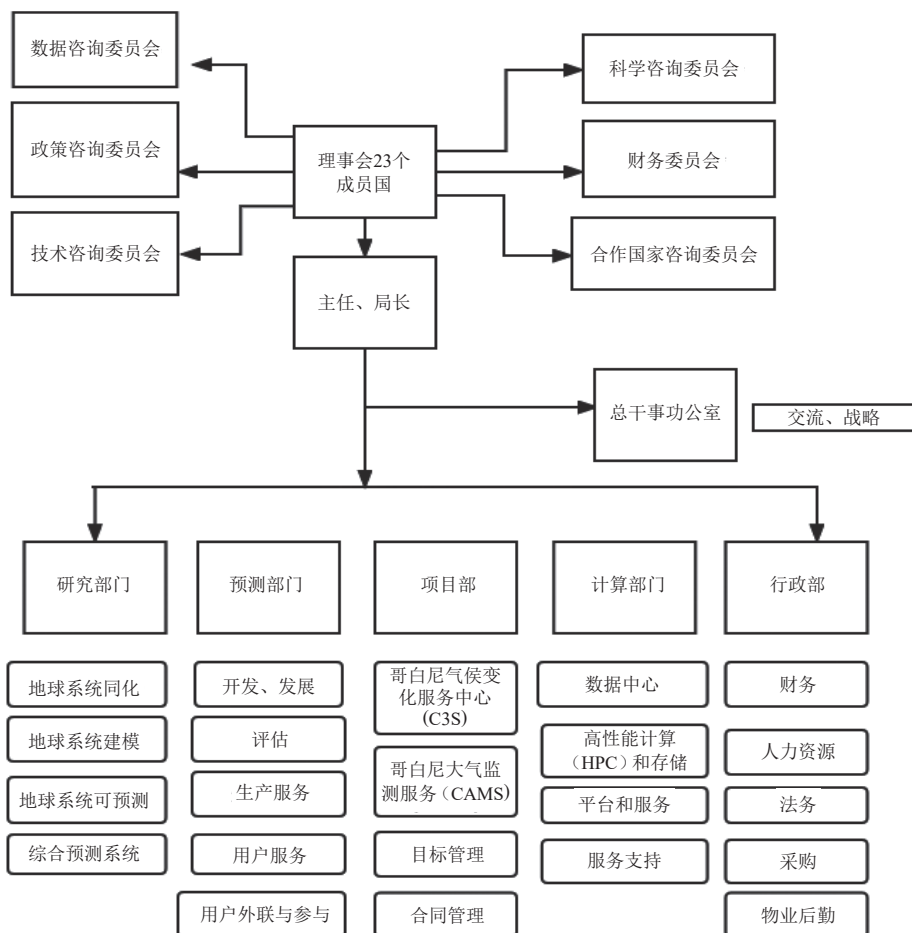 数据咨询委员会
科学咨询委员会
政策咨询委员会
理事会23个
成员国
财务委员会
技术咨询委员会
合作国家咨询委员会
主任、局长
总干事功公室
交流、战略
研究部门
预测部门
项目部
计算部门
行政部
地球系统同化
地球系统建模
地球系统可预测
综合预测系统
开发、发展
评估
生产服务
用户服务
用户外联与参与
哥白尼气侯变
化服务中心
(C3S)
哥白尼大气监
测服务（CAMS）
目标管理
合同管理
数据中心
高性能计算
（HPC）和存储
平台和服务
服务支持
财务
人力资源
法务
采购
物业后勤